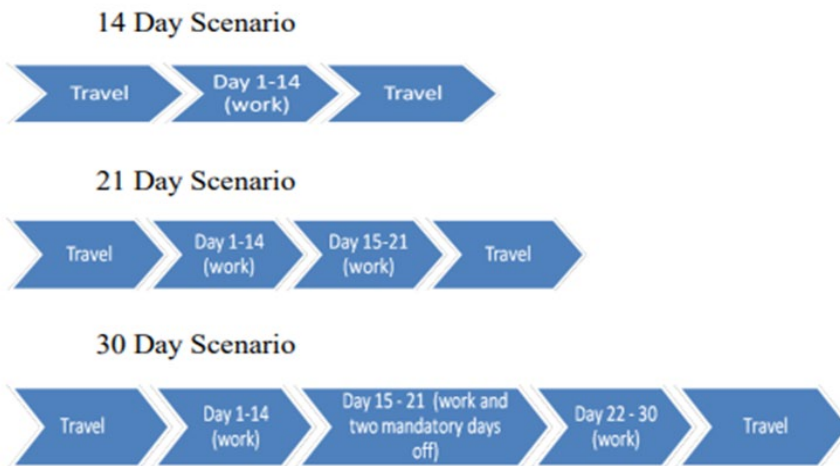 14 Day Scenario
Travel
Day 1-14
(work)
Travel
21 Day Scenario
Travel
Day 1-14
(work)
Day 15-21
(work)
Travel
30 Day Scenario
Travel
Day 1-14
(work)
Day 15 - 21 (work and
two mandatory days
off)
Day 22 - 30
(work)
Travel